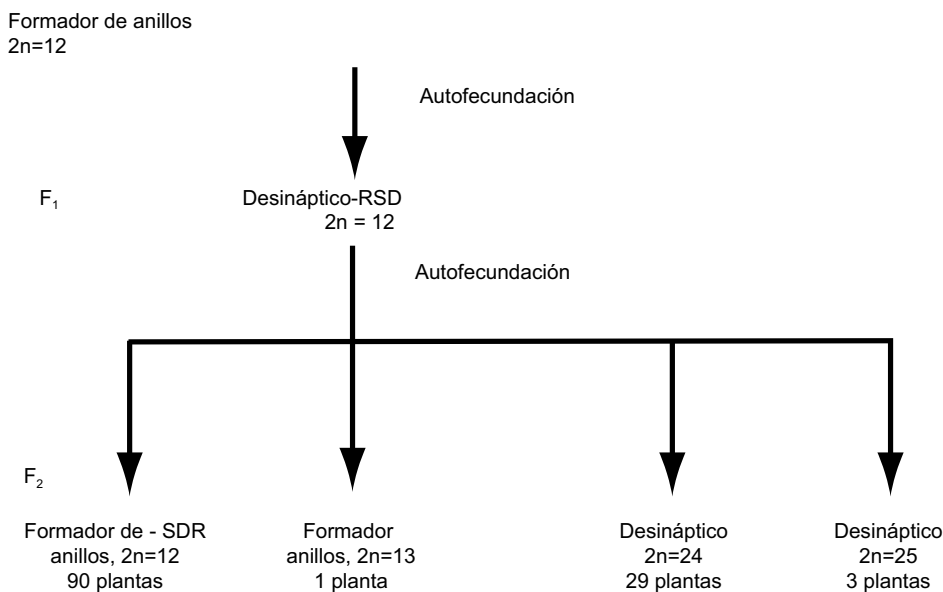 Formador de anillos
2n=12
Autofecundación
F₁
Desináptico-RSD
2n = 12
Autofecundación
F₂
Formador de - SDR
anillos, 2n=12
90 plantas
Formador
anillos, 2n=13
1 planta
Desináptico
2n=24
29 plantas
Desináptico
2n=25
3 plantas